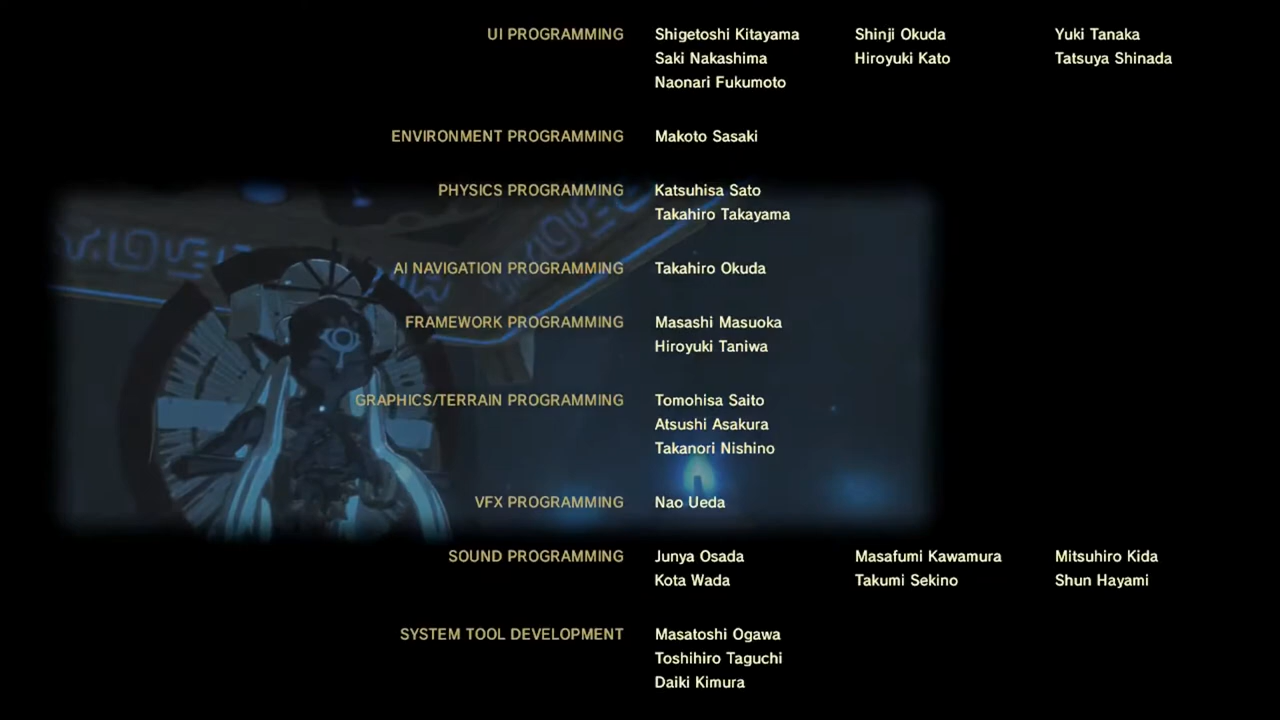 UI PROGRAMMING Shigetoshi Kitayama Shinji Okuda Yuki Tanaka
Saki Nakashima Hiroyuki Kato Tatsuya Shinada
Naonari Fukumoto
ENVIRONMENT PROGRAMMING Makoto Sasaki
PHYSICS PROGRAMMING Katsuhisa Sato
Takahiro Takayama
AI NAVIGATION PROGRAMMING Takahiro Okuda
FRAMEWORK PROGRAMMING Masashi Masuoka
Hiroyuki Taniwa
GRAPHICS/TERRAIN PROGRAMMING Tomohisa Saito
Atsushi Asakura
Takanori Nishino
VFX PROGRAMMING Nao Ueda
SOUND PROGRAMMING Junya Osada Masafumi Kawamura Mitsuhiro Kida
Kota Wada Takumi Sekino Shun Hayami
SYSTEM TOOL DEVELOPMENT Masatoshi Ogawa
Toshihiro Taguchi
Daiki Kimura